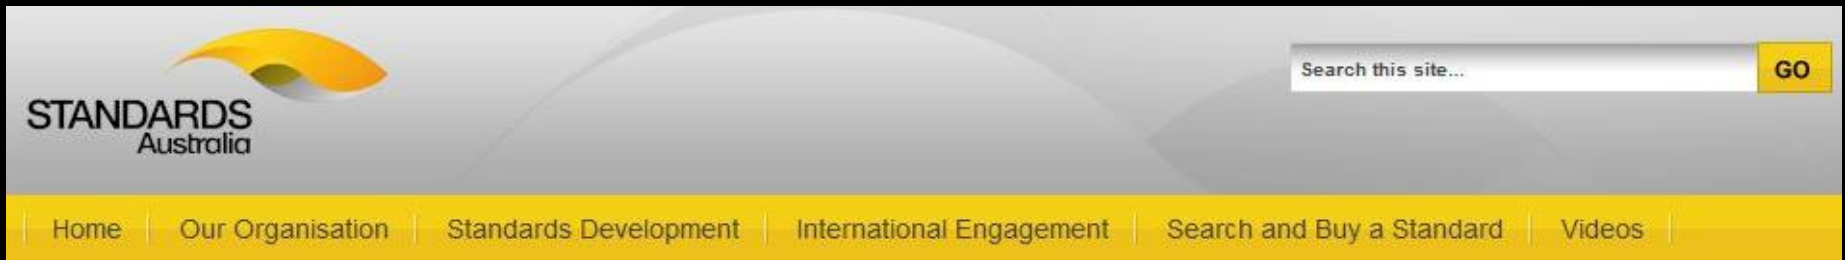 STANDARDS
Australia
Search this site...
GO
Home
Our Organisation
Standards Development
International Engagement
Search and Buy a Standard
Videos